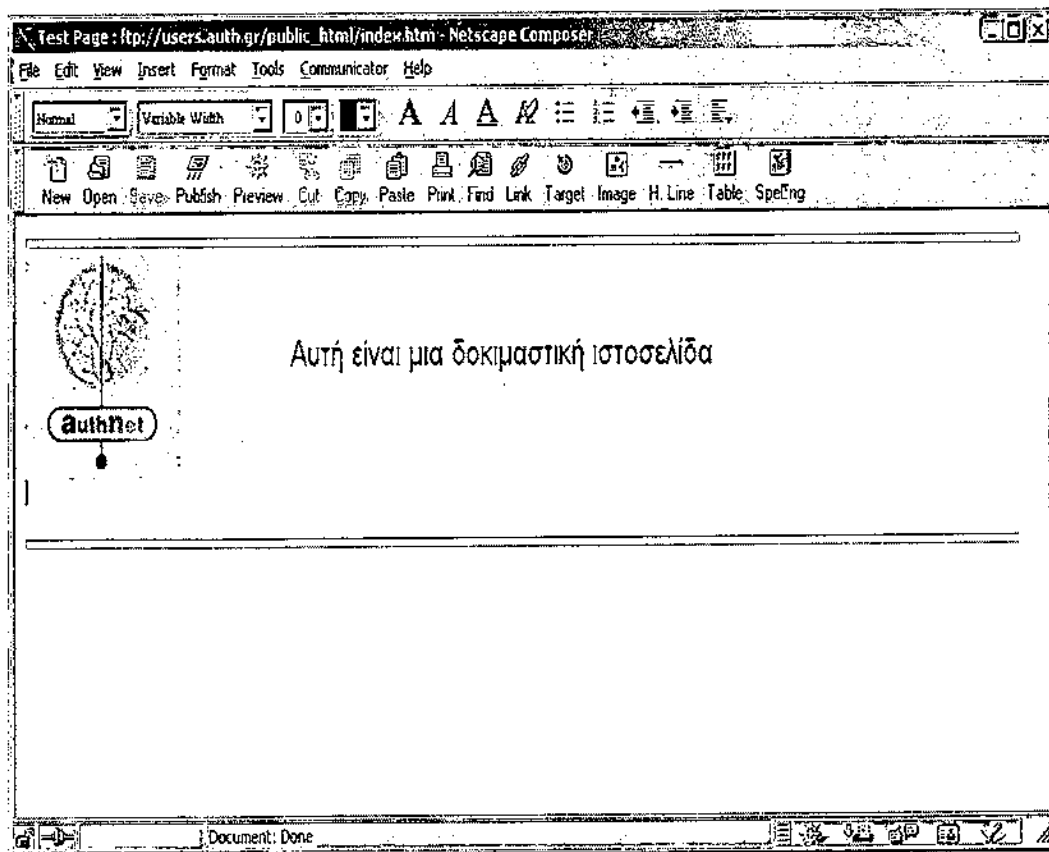 Test Page : ftp://users.auth.gr/public_html/index.htm - Netscape Composer
File Edit View Insert Format Tools Communicator Help
Normal Variable Width 0 A A A
New Open Save Publish Preview Cut Copy Paste Print Find Link Target Image H. Line Table SpelEng
Αυτή είναι μια δοκιμαστική ιστοσελίδα
authnet
Document: Done